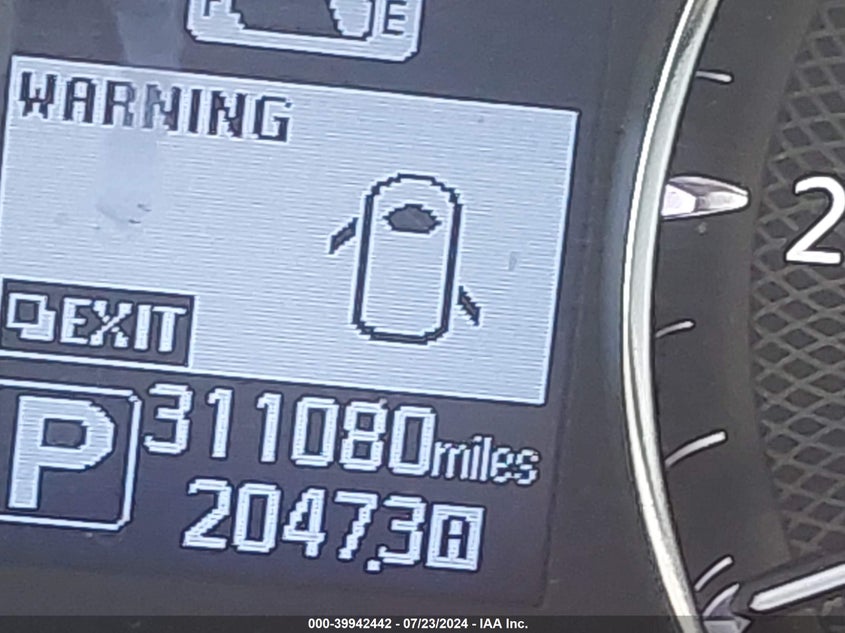 F E
WARNING
EXIT
P
311080miles
2047.3A
2
000-39942442 - 07/23/2024 - IAA Inc.